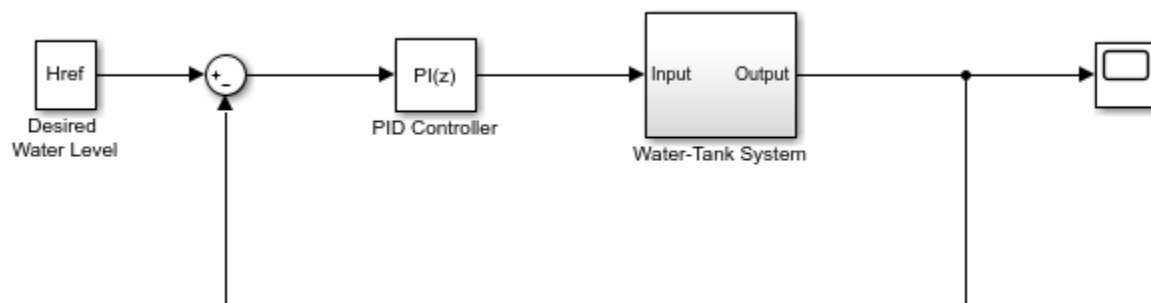 Href
+
−
PI(z)
Input
Output
Desired
Water Level
PID Controller
Water-Tank System